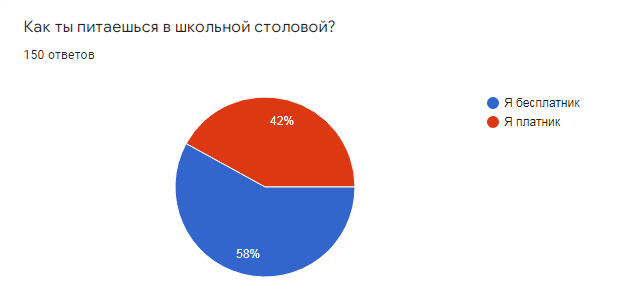 Как ты питаешься в школьной столовой?
150 ответов
Я бесплатник
Я платник
42%
58%